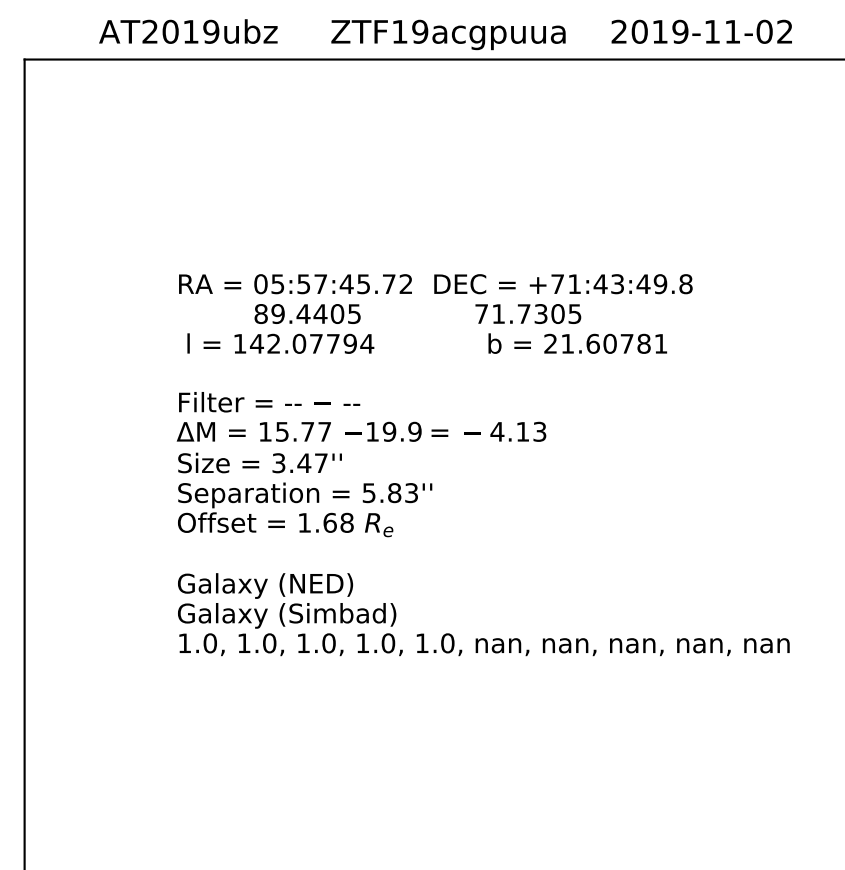 AT2019ubz ZTF19acgpuua 2019-11-02
RA = 05:57:45.72 DEC = +71:43:49.8
89.4405 71.7305
l = 142.07794 b = 21.60781
Filter = -- − --
ΔM = 15.77 −19.9 = − 4.13
Size = 3.47''
Separation = 5.83''
Offset = 1.68 Re
Galaxy (NED)
Galaxy (Simbad)
1.0, 1.0, 1.0, 1.0, 1.0, nan, nan, nan, nan, nan